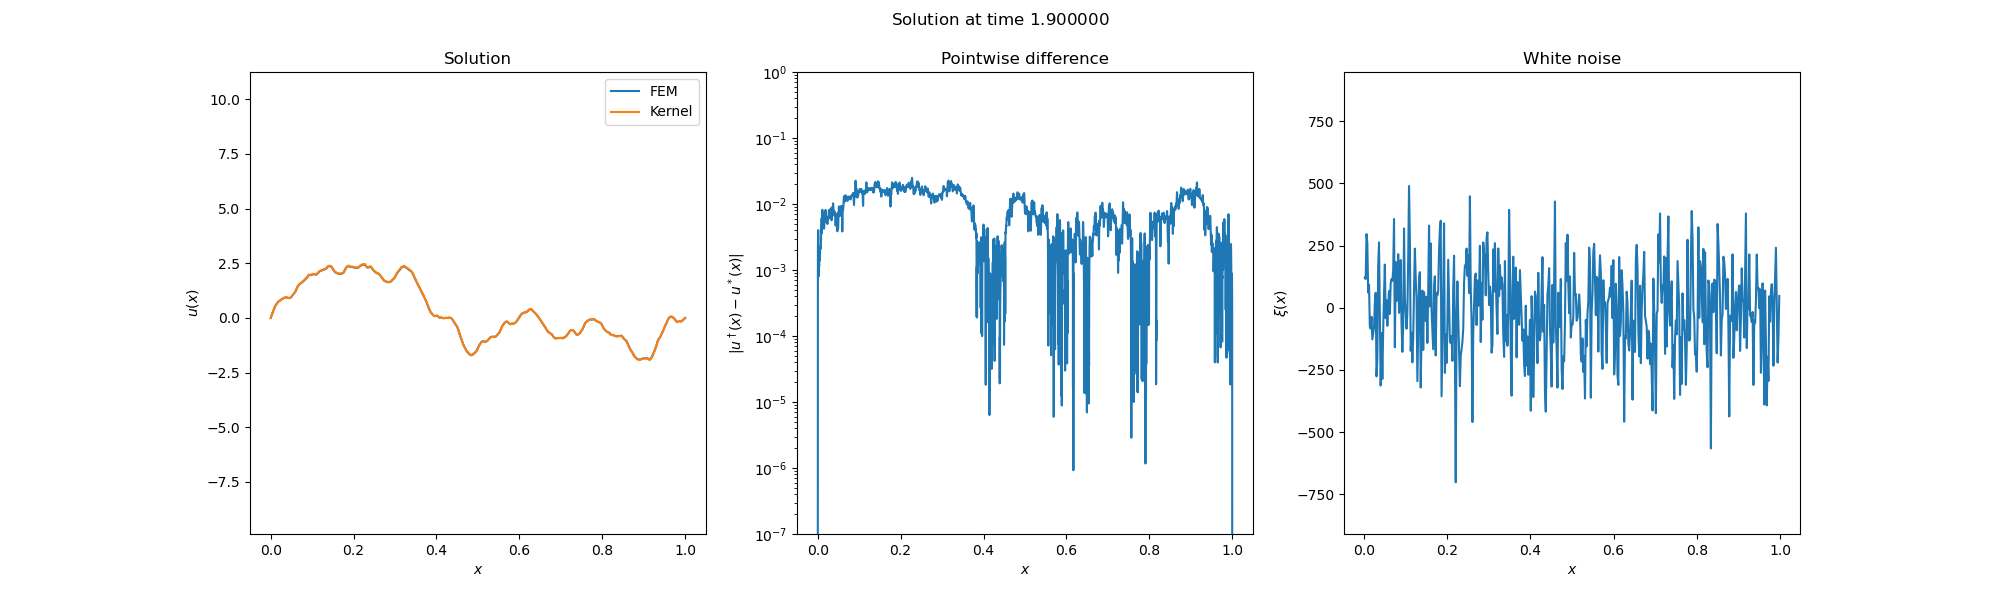 Solution at time 1.900000
Solution
10.0
7.5
5.0
2.5
0.0
−2.5
−5.0
−7.5
u(x)
0.0 0.2 0.4 0.6 0.8 1.0
x
FEM
Kernel
Pointwise difference
10⁰
10⁻¹
10⁻²
10⁻³
10⁻⁴
10⁻⁵
10⁻⁶
10⁻⁷
|u†(x) − u*(x)|
0.0 0.2 0.4 0.6 0.8 1.0
x
White noise
750
500
250
0
−250
−500
−750
ξ(x)
0.0 0.2 0.4 0.6 0.8 1.0
x